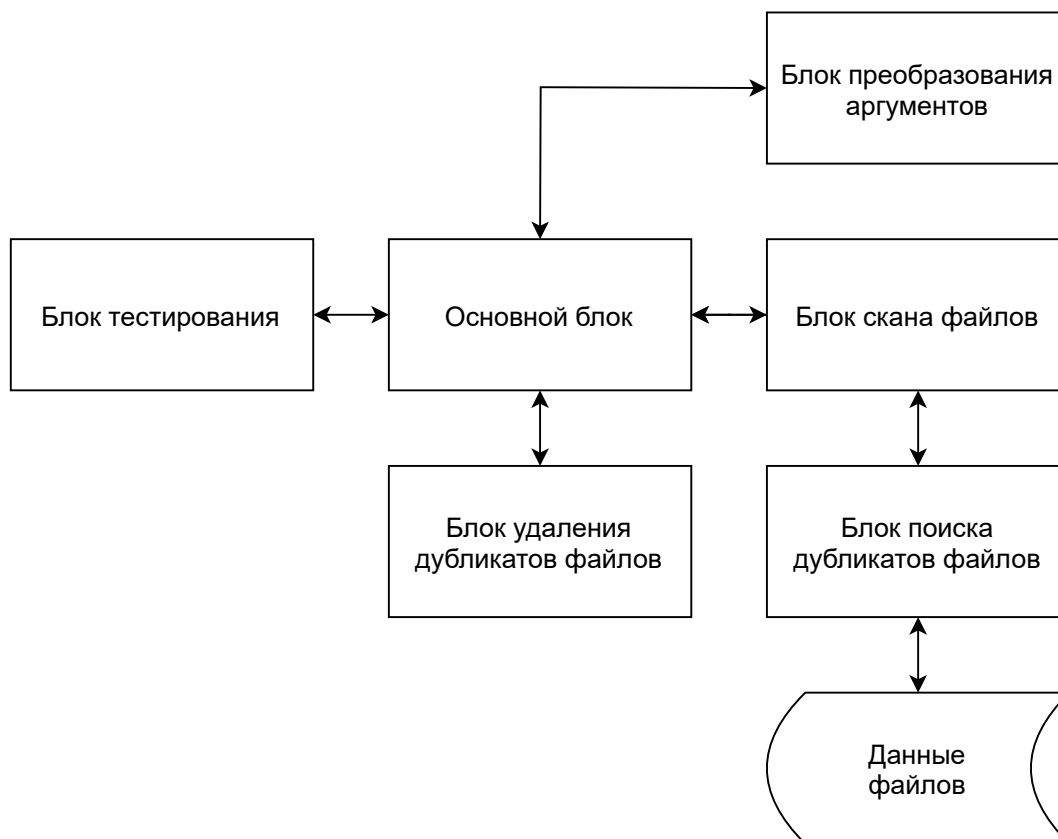 Блок преобразования
аргументов
Блок тестирования
Основной блок
Блок скана файлов
Блок удаления
дубликатов файлов
Блок поиска
дубликатов файлов
Данные
файлов